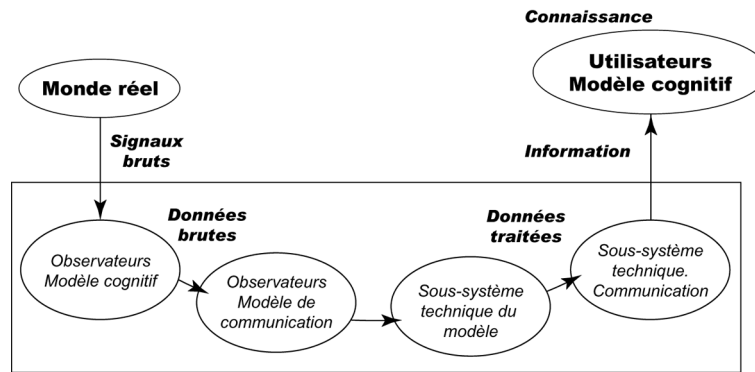 Connaissance
Utilisateurs
Modèle cognitif
Monde réel
Signaux
bruts
Information
Données
brutes
Données
traitées
Observateurs
Modèle cognitif
Observateurs
Modèle de
communication
Sous-système
technique du
modèle
Sous-système
technique.
Communication